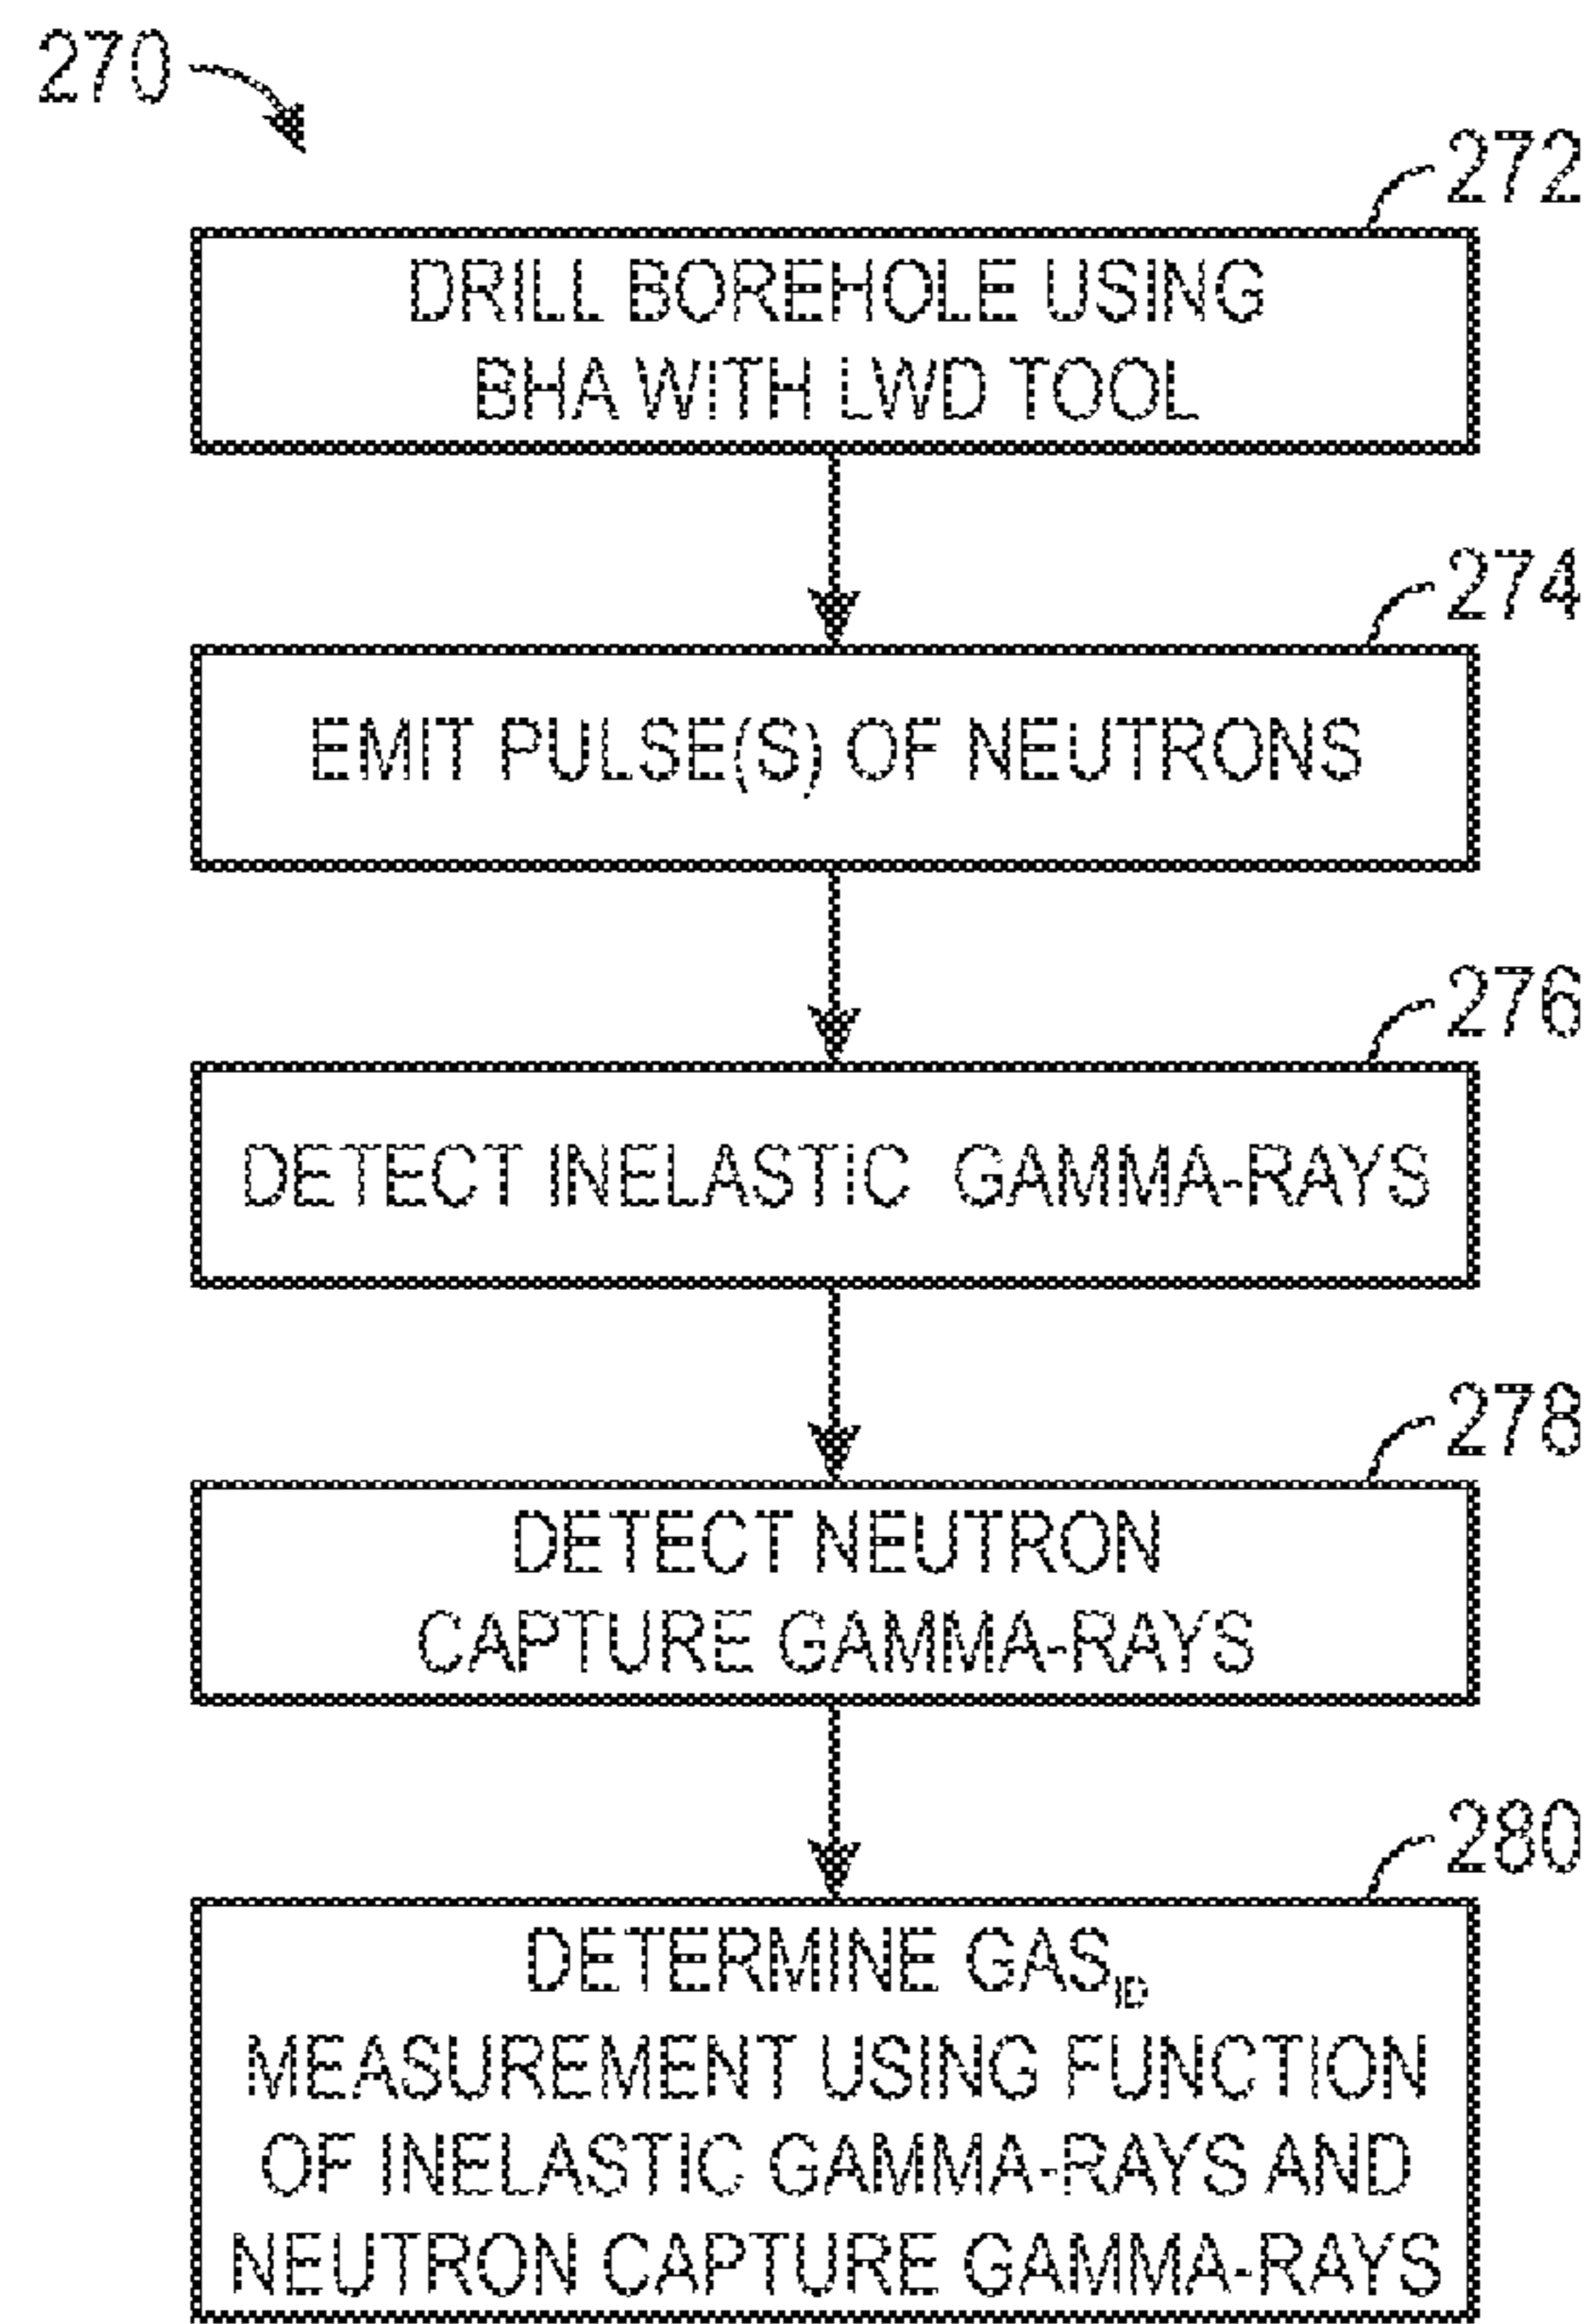 270
272
DRILL BOREHOLE USING
BHA WITH LWD TOOL
274
EMIT PULSE(S) OF NEUTRONS
276
DETECT INELASTIC GAMMA-RAYS
278
DETECT NEUTRON
CAPTURE GAMMA-RAYS
280
DETERMINE GAS_ID
MEASUREMENT USING FUNCTION
OF INELASTIC GAMMA-RAYS AND
NEUTRON CAPTURE GAMMA-RAYS